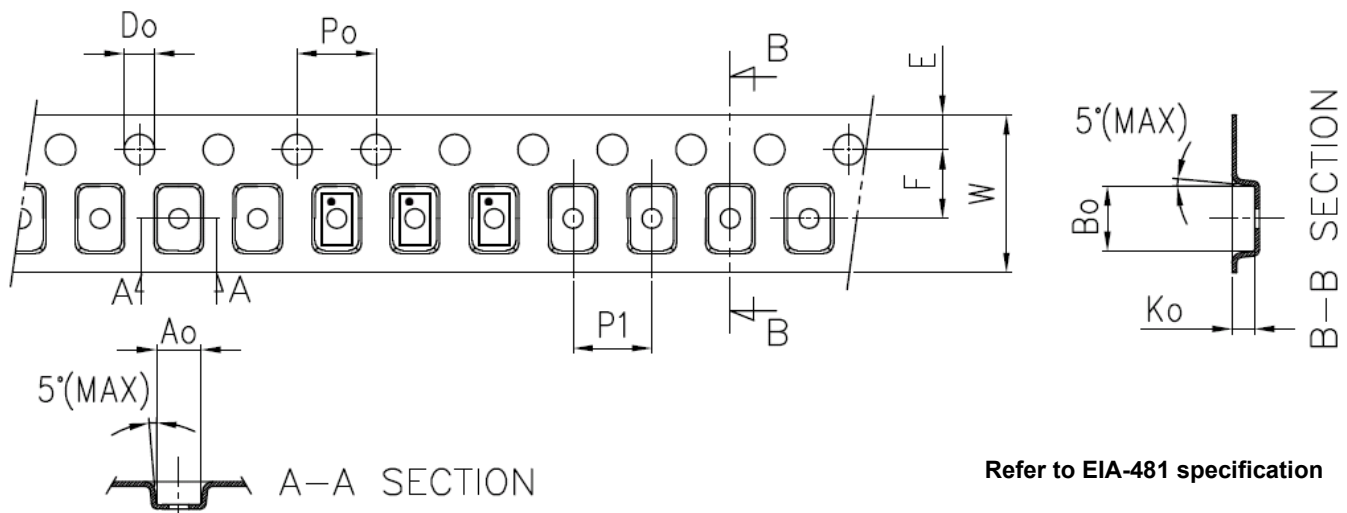 Do
Po
B
E
F
W
A
A
P1
B
Ao
5°(MAX)
A-A SECTION
5°(MAX)
Bo
Ko
B-B SECTION
Refer to EIA-481 specification